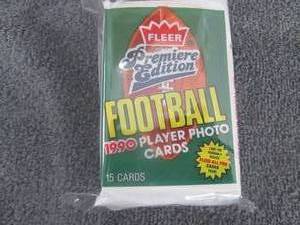 FLEER
Premiere
Edition
FOOTBALL
1990 PLAYER PHOTO
CARDS
15 CARDS